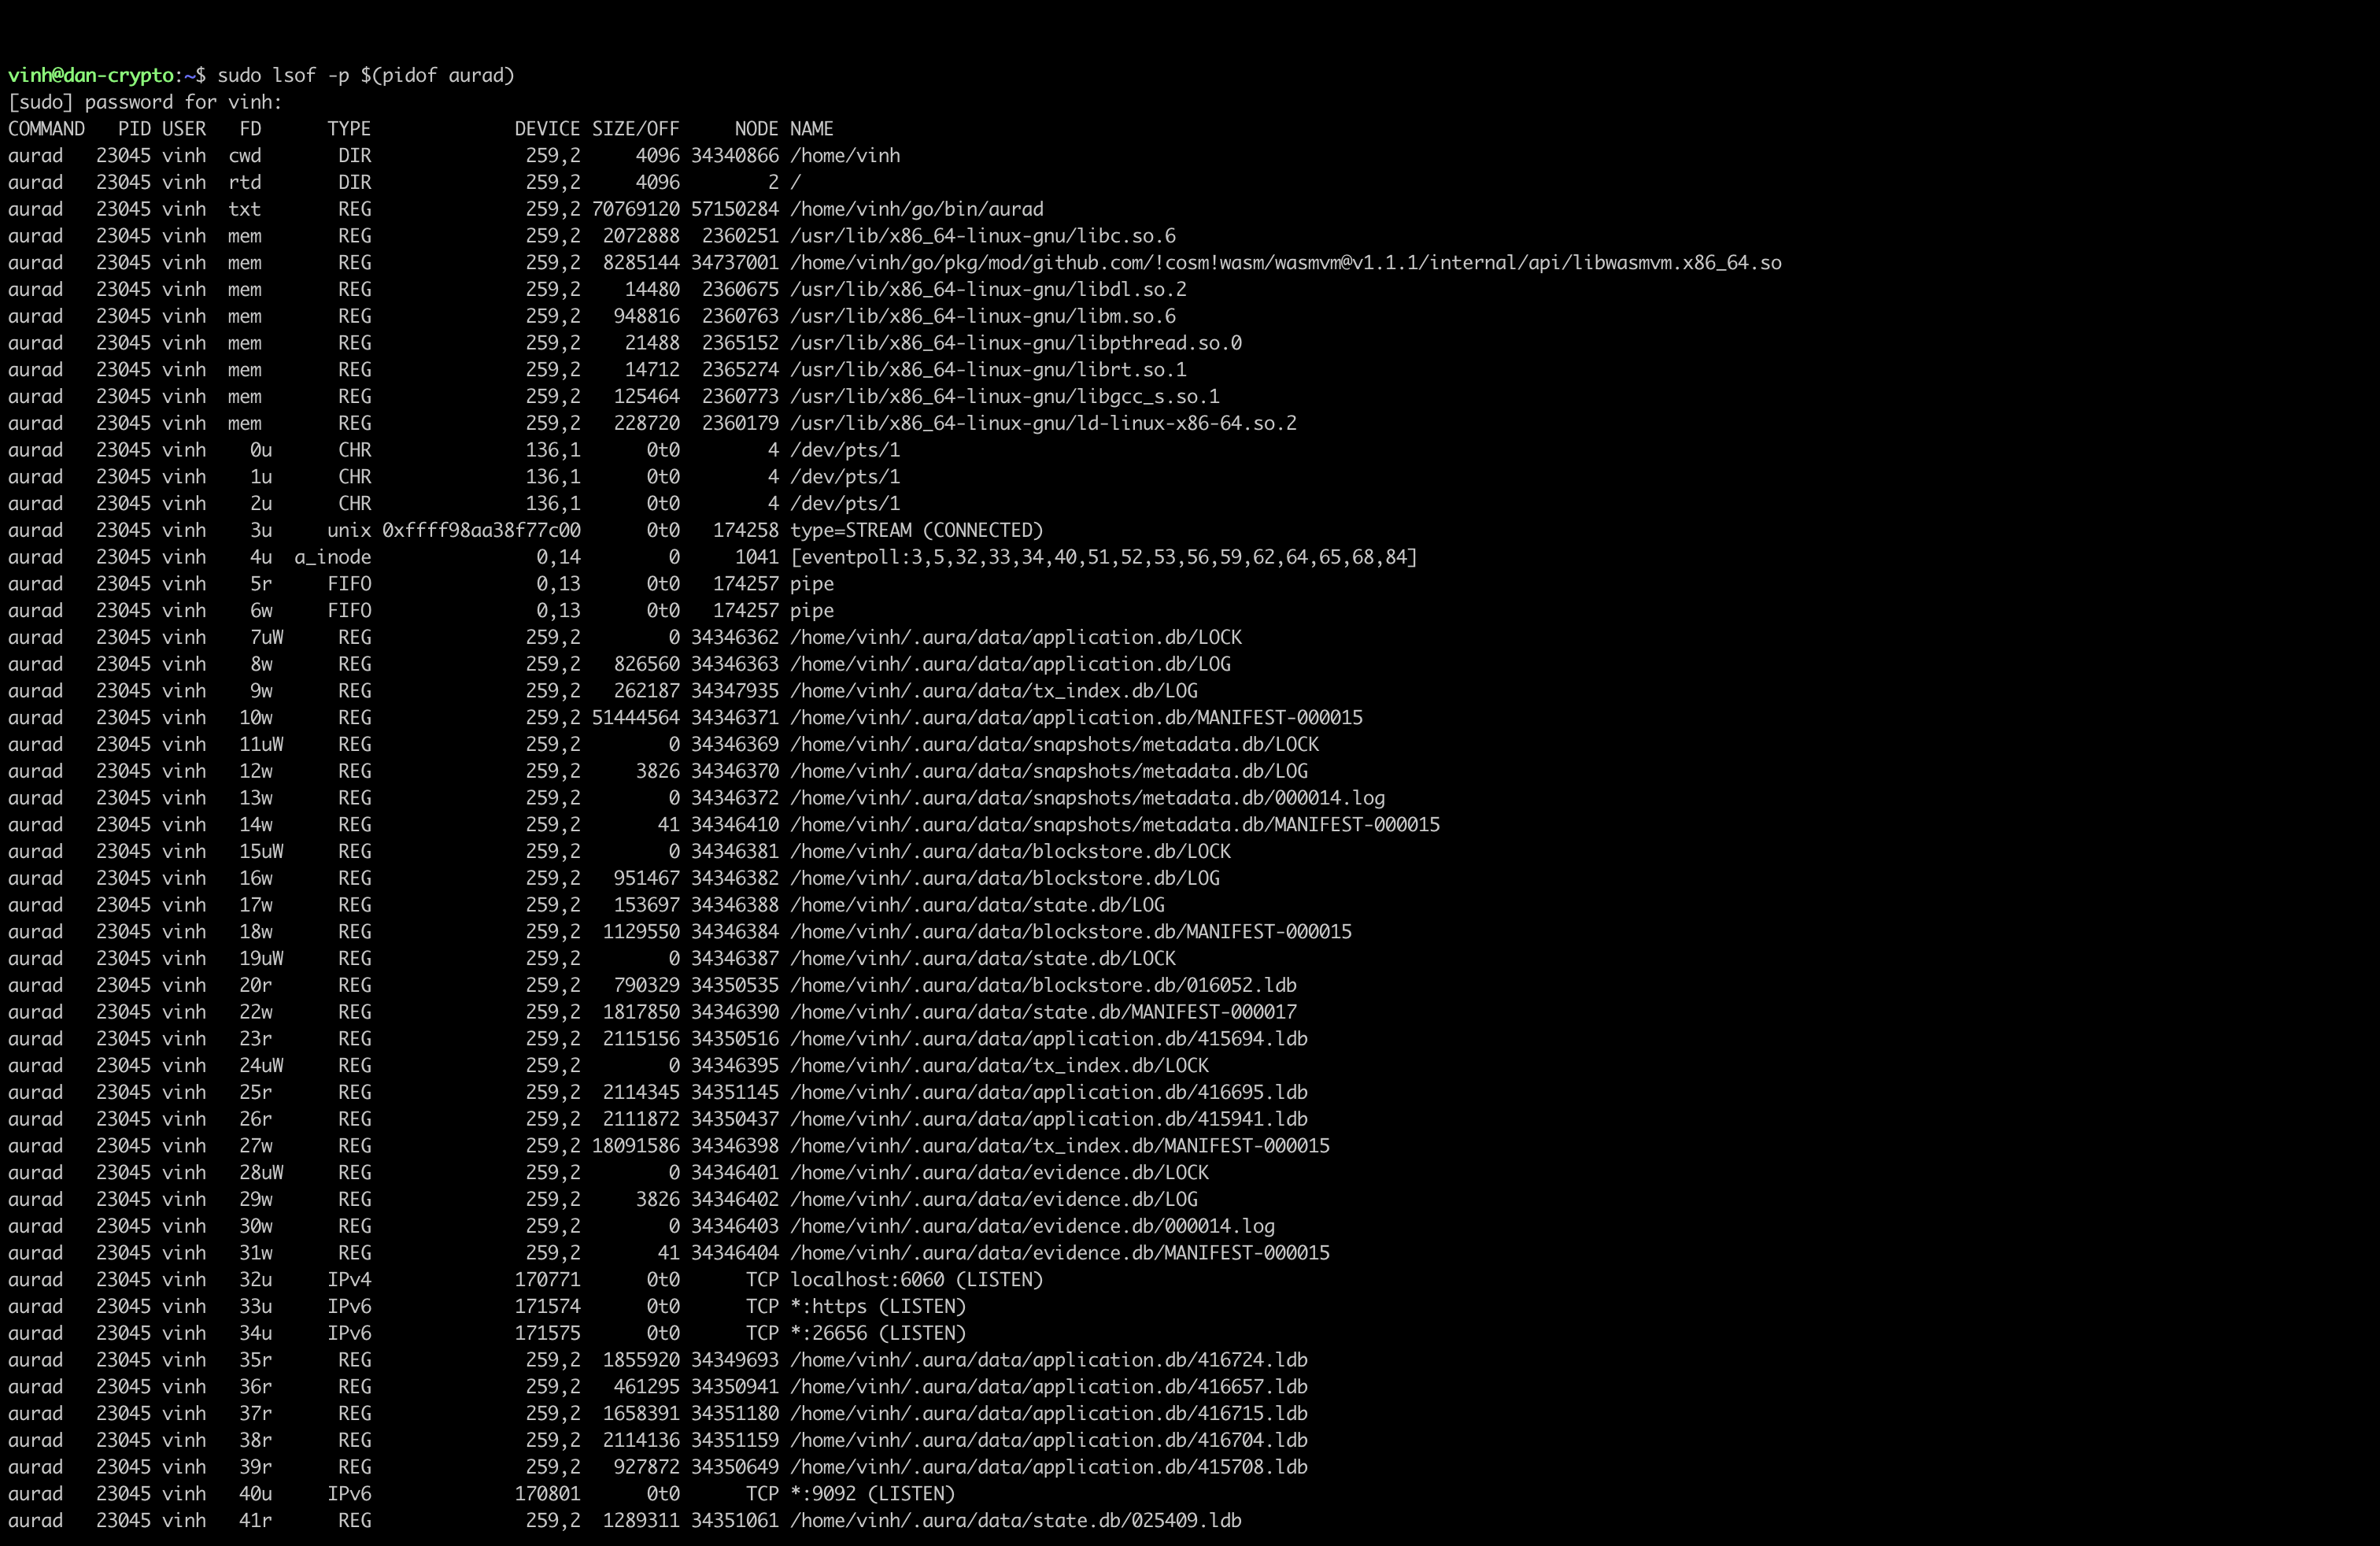 vinh@dan-crypto:~$ sudo lsof -p $(pidof aurad)
[sudo] password for vinh:
COMMAND   PID USER   FD      TYPE             DEVICE SIZE/OFF     NODE NAME
aurad   23045 vinh  cwd       DIR              259,2     4096 34340866 /home/vinh
aurad   23045 vinh  rtd       DIR              259,2     4096        2 /
aurad   23045 vinh  txt       REG              259,2 70769120 57150284 /home/vinh/go/bin/aurad
aurad   23045 vinh  mem       REG              259,2  2072888  2360251 /usr/lib/x86_64-linux-gnu/libc.so.6
aurad   23045 vinh  mem       REG              259,2  8285144 34737001 /home/vinh/go/pkg/mod/github.com/!cosm!wasm/wasmvm@v1.1.1/internal/api/libwasmvm.x86_64.so
aurad   23045 vinh  mem       REG              259,2    14480  2360675 /usr/lib/x86_64-linux-gnu/libdl.so.2
aurad   23045 vinh  mem       REG              259,2   948816  2360763 /usr/lib/x86_64-linux-gnu/libm.so.6
aurad   23045 vinh  mem       REG              259,2    21488  2365152 /usr/lib/x86_64-linux-gnu/libpthread.so.0
aurad   23045 vinh  mem       REG              259,2    14712  2365274 /usr/lib/x86_64-linux-gnu/librt.so.1
aurad   23045 vinh  mem       REG              259,2   125464  2360773 /usr/lib/x86_64-linux-gnu/libgcc_s.so.1
aurad   23045 vinh  mem       REG              259,2   228720  2360179 /usr/lib/x86_64-linux-gnu/ld-linux-x86-64.so.2
aurad   23045 vinh    0u      CHR              136,1      0t0        4 /dev/pts/1
aurad   23045 vinh    1u      CHR              136,1      0t0        4 /dev/pts/1
aurad   23045 vinh    2u      CHR              136,1      0t0        4 /dev/pts/1
aurad   23045 vinh    3u     unix 0xffff98aa38f77c00      0t0   174258 type=STREAM (CONNECTED)
aurad   23045 vinh    4u  a_inode               0,14        0     1041 [eventpoll:3,5,32,33,34,40,51,52,53,56,59,62,64,65,68,84]
aurad   23045 vinh    5r     FIFO               0,13      0t0   174257 pipe
aurad   23045 vinh    6w     FIFO               0,13      0t0   174257 pipe
aurad   23045 vinh    7uW     REG              259,2        0 34346362 /home/vinh/.aura/data/application.db/LOCK
aurad   23045 vinh    8w      REG              259,2   826560 34346363 /home/vinh/.aura/data/application.db/LOG
aurad   23045 vinh    9w      REG              259,2   262187 34347935 /home/vinh/.aura/data/tx_index.db/LOG
aurad   23045 vinh   10w      REG              259,2 51444564 34346371 /home/vinh/.aura/data/application.db/MANIFEST-000015
aurad   23045 vinh   11uW     REG              259,2        0 34346369 /home/vinh/.aura/data/snapshots/metadata.db/LOCK
aurad   23045 vinh   12w      REG              259,2     3826 34346370 /home/vinh/.aura/data/snapshots/metadata.db/LOG
aurad   23045 vinh   13w      REG              259,2        0 34346372 /home/vinh/.aura/data/snapshots/metadata.db/000014.log
aurad   23045 vinh   14w      REG              259,2       41 34346410 /home/vinh/.aura/data/snapshots/metadata.db/MANIFEST-000015
aurad   23045 vinh   15uW     REG              259,2        0 34346381 /home/vinh/.aura/data/blockstore.db/LOCK
aurad   23045 vinh   16w      REG              259,2   951467 34346382 /home/vinh/.aura/data/blockstore.db/LOG
aurad   23045 vinh   17w      REG              259,2   153697 34346388 /home/vinh/.aura/data/state.db/LOG
aurad   23045 vinh   18w      REG              259,2  1129550 34346384 /home/vinh/.aura/data/blockstore.db/MANIFEST-000015
aurad   23045 vinh   19uW     REG              259,2        0 34346387 /home/vinh/.aura/data/state.db/LOCK
aurad   23045 vinh   20r      REG              259,2   790329 34350535 /home/vinh/.aura/data/blockstore.db/016052.ldb
aurad   23045 vinh   22w      REG              259,2  1817850 34346390 /home/vinh/.aura/data/state.db/MANIFEST-000017
aurad   23045 vinh   23r      REG              259,2  2115156 34350516 /home/vinh/.aura/data/application.db/415694.ldb
aurad   23045 vinh   24uW     REG              259,2        0 34346395 /home/vinh/.aura/data/tx_index.db/LOCK
aurad   23045 vinh   25r      REG              259,2  2114345 34351145 /home/vinh/.aura/data/application.db/416695.ldb
aurad   23045 vinh   26r      REG              259,2  2111872 34350437 /home/vinh/.aura/data/application.db/415941.ldb
aurad   23045 vinh   27w      REG              259,2 18091586 34346398 /home/vinh/.aura/data/tx_index.db/MANIFEST-000015
aurad   23045 vinh   28uW     REG              259,2        0 34346401 /home/vinh/.aura/data/evidence.db/LOCK
aurad   23045 vinh   29w      REG              259,2     3826 34346402 /home/vinh/.aura/data/evidence.db/LOG
aurad   23045 vinh   30w      REG              259,2        0 34346403 /home/vinh/.aura/data/evidence.db/000014.log
aurad   23045 vinh   31w      REG              259,2       41 34346404 /home/vinh/.aura/data/evidence.db/MANIFEST-000015
aurad   23045 vinh   32u     IPv4             170771      0t0      TCP localhost:6060 (LISTEN)
aurad   23045 vinh   33u     IPv6             171574      0t0      TCP *:https (LISTEN)
aurad   23045 vinh   34u     IPv6             171575      0t0      TCP *:26656 (LISTEN)
aurad   23045 vinh   35r      REG              259,2  1855920 34349693 /home/vinh/.aura/data/application.db/416724.ldb
aurad   23045 vinh   36r      REG              259,2   461295 34350941 /home/vinh/.aura/data/application.db/416657.ldb
aurad   23045 vinh   37r      REG              259,2  1658391 34351180 /home/vinh/.aura/data/application.db/416715.ldb
aurad   23045 vinh   38r      REG              259,2  2114136 34351159 /home/vinh/.aura/data/application.db/416704.ldb
aurad   23045 vinh   39r      REG              259,2   927872 34350649 /home/vinh/.aura/data/application.db/415708.ldb
aurad   23045 vinh   40u     IPv6             170801      0t0      TCP *:9092 (LISTEN)
aurad   23045 vinh   41r      REG              259,2  1289311 34351061 /home/vinh/.aura/data/state.db/025409.ldb